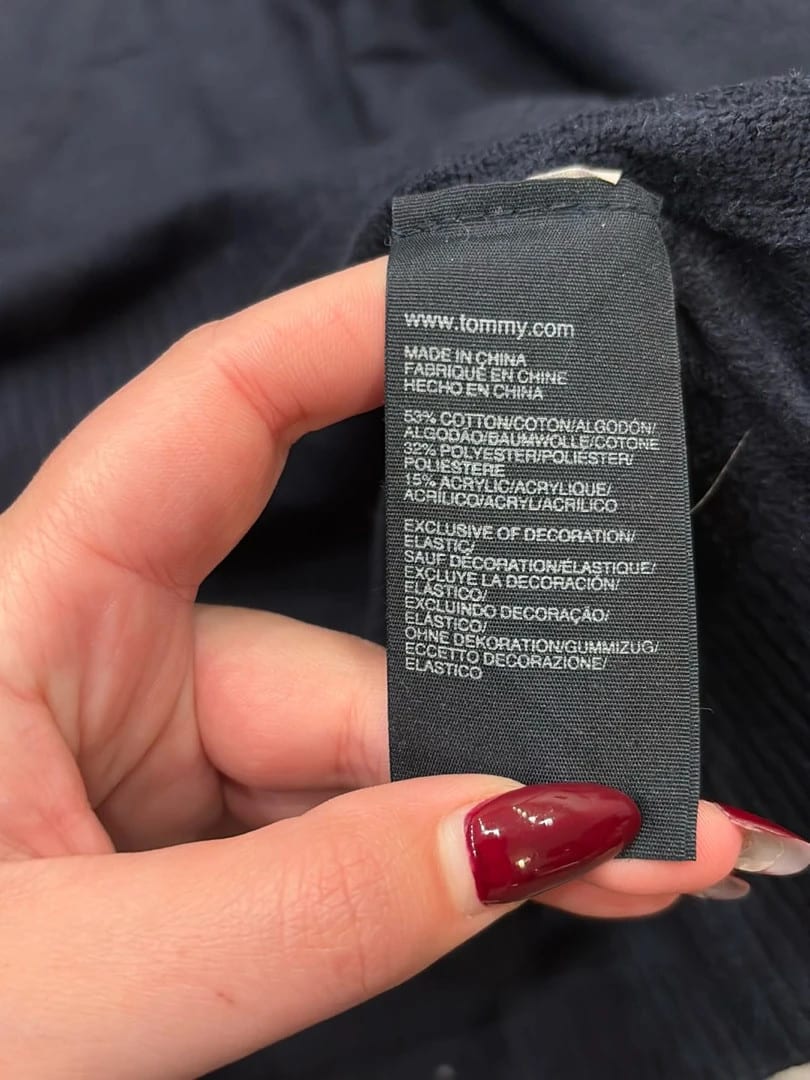 www.tommy.com
MADE IN CHINA
FABRIQUÉ EN CHINE
HECHO EN CHINA
53% COTTON/COTON/ALGODÓN/
ALGODÃO/BAUMWOLLE/COTONE
32% POLYESTER/POLIÉSTER/
POLIESTERE
15% ACRYLIC/ACRYLIQUE/
ACRÍLICO/ACRYL/ACRILICO
EXCLUSIVE OF DECORATION/
ELASTIC/
SAUF DÉCORATION/ÉLASTIQUE/
EXCLUYE LA DECORACIÓN/
ELÁSTICO/
EXCLUINDO DECORAÇÃO/
ELÁSTICO/
OHNE DEKORATION/GUMMIZUG/
ECCETTO DECORAZIONE/
ELASTICO